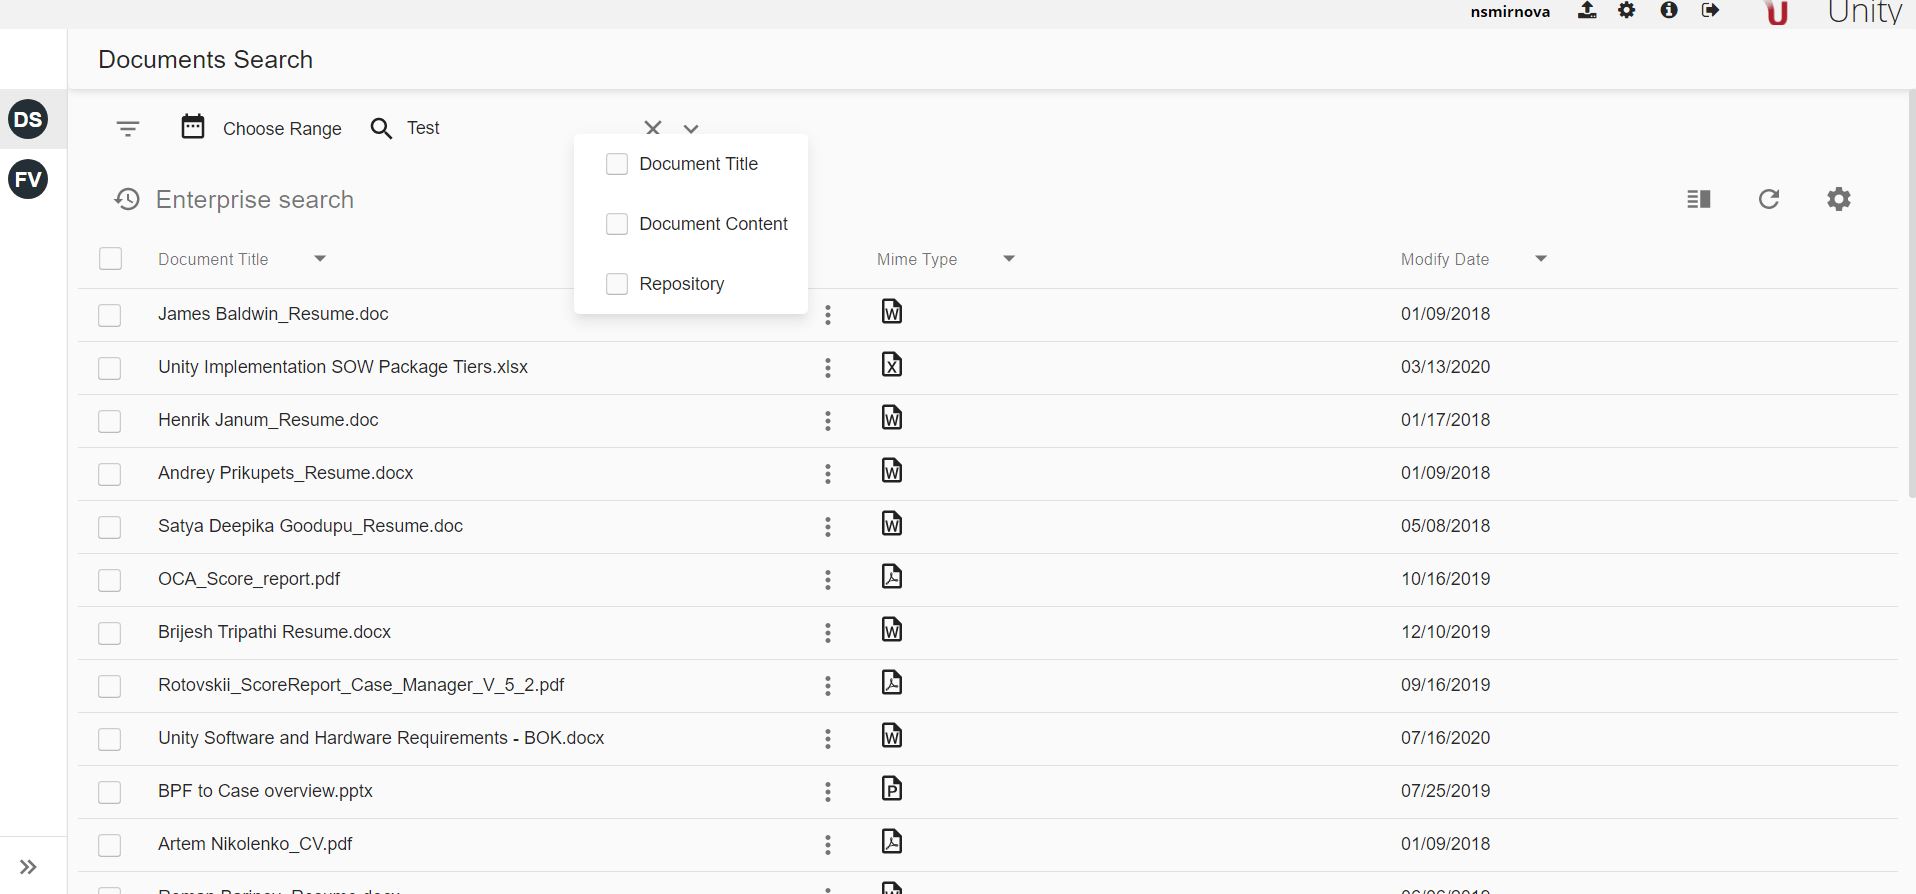 nsmirnova Unity
Documents Search
DS
Choose Range Test
FV
Document Title
Document Content
Repository
Enterprise search
Document Title Mime Type Modify Date
James Baldwin_Resume.doc 01/09/2018
Unity Implementation SOW Package Tiers.xlsx 03/13/2020
Henrik Janum_Resume.doc 01/17/2018
Andrey Prikupets_Resume.docx 01/09/2018
Satya Deepika Goodupu_Resume.doc 05/08/2018
OCA_Score_report.pdf 10/16/2019
Brijesh Tripathi Resume.docx 12/10/2019
Rotovskii_ScoreReport_Case_Manager_V_5_2.pdf 09/16/2019
Unity Software and Hardware Requirements - BOK.docx 07/16/2020
BPF to Case overview.pptx 07/25/2019
Artem Nikolenko_CV.pdf 01/09/2018